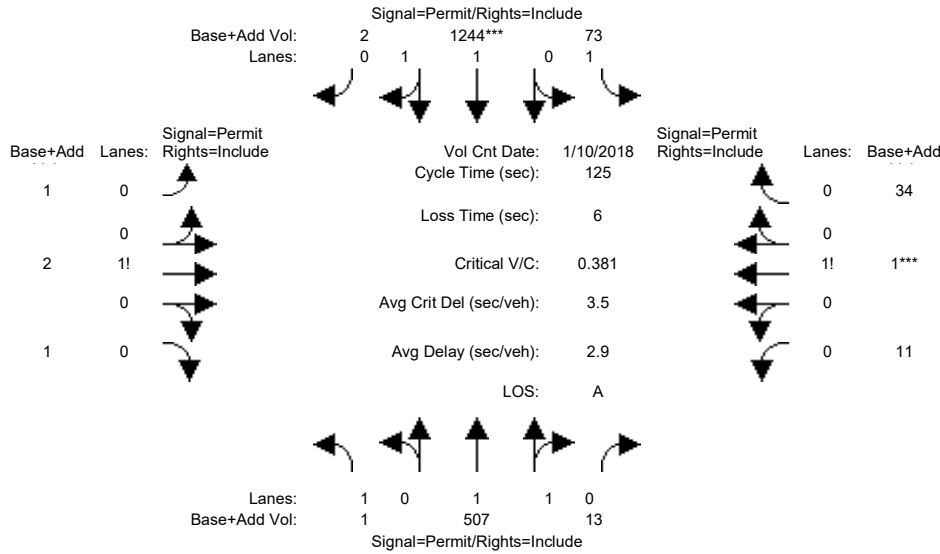 Signal=Permit/Rights=Include
Base+Add Vol: 2 1244*** 73
Lanes: 0 1 1 0 1
Signal=Permit
Base+Add Lanes: Rights=Include
Vol Cnt Date: 1/10/2018
Signal=Permit
Rights=Include Lanes: Base+Add
Cycle Time (sec): 125
1 0
0 34
Loss Time (sec): 6
0
0
2 1!
Critical V/C: 0.381
1! 1***
0
Avg Crit Del (sec/veh): 3.5
0
1 0
Avg Delay (sec/veh): 2.9
0 11
LOS: A
Lanes: 1 0 1 1 0
Base+Add Vol: 1 507 13
Signal=Permit/Rights=Include